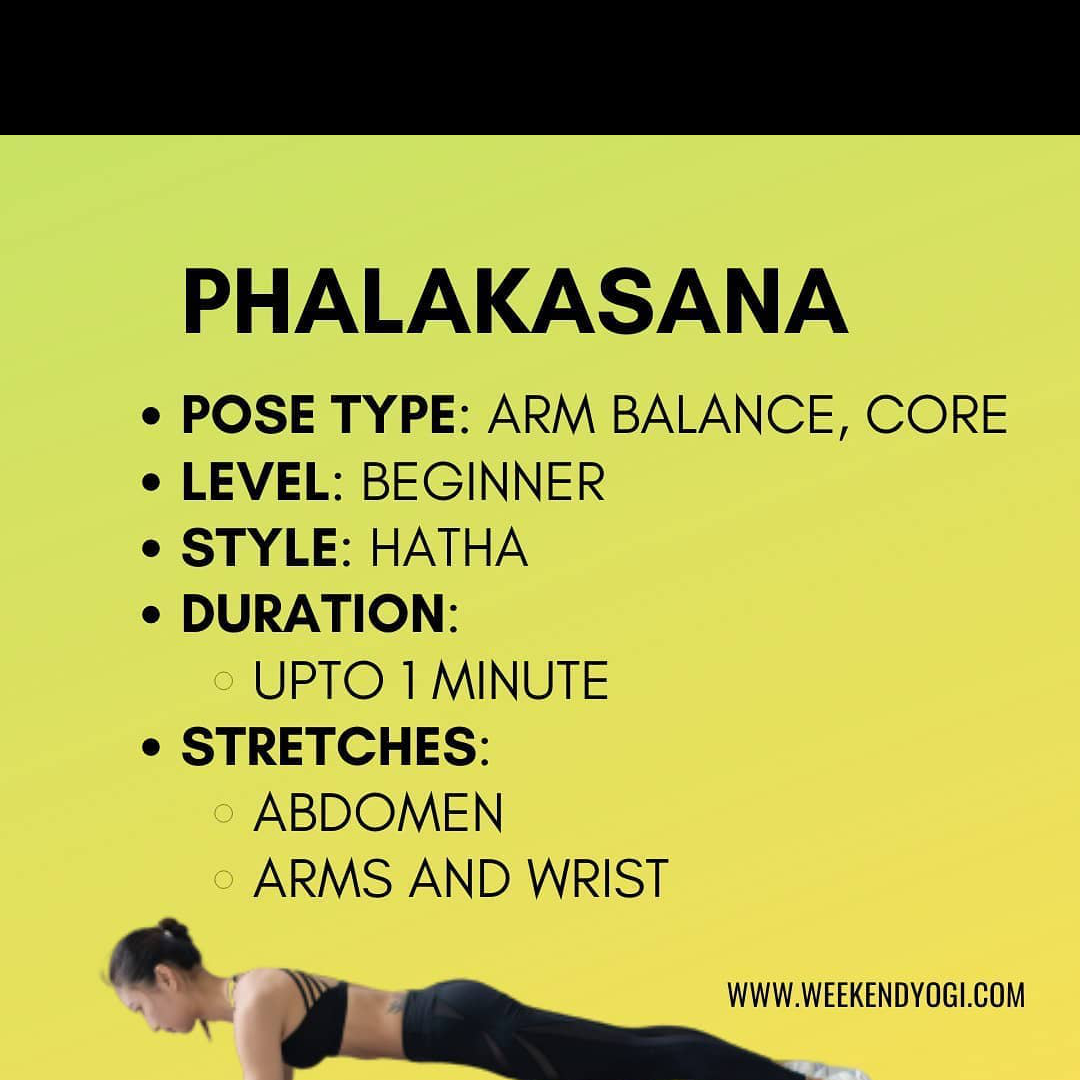 PHALAKASANA
• POSE TYPE: ARM BALANCE, CORE
• LEVEL: BEGINNER
• STYLE: HATHA
• DURATION:
○ UPTO 1 MINUTE
• STRETCHES:
○ ABDOMEN
○ ARMS AND WRIST
WWW.WEEKENDYOGI.COM